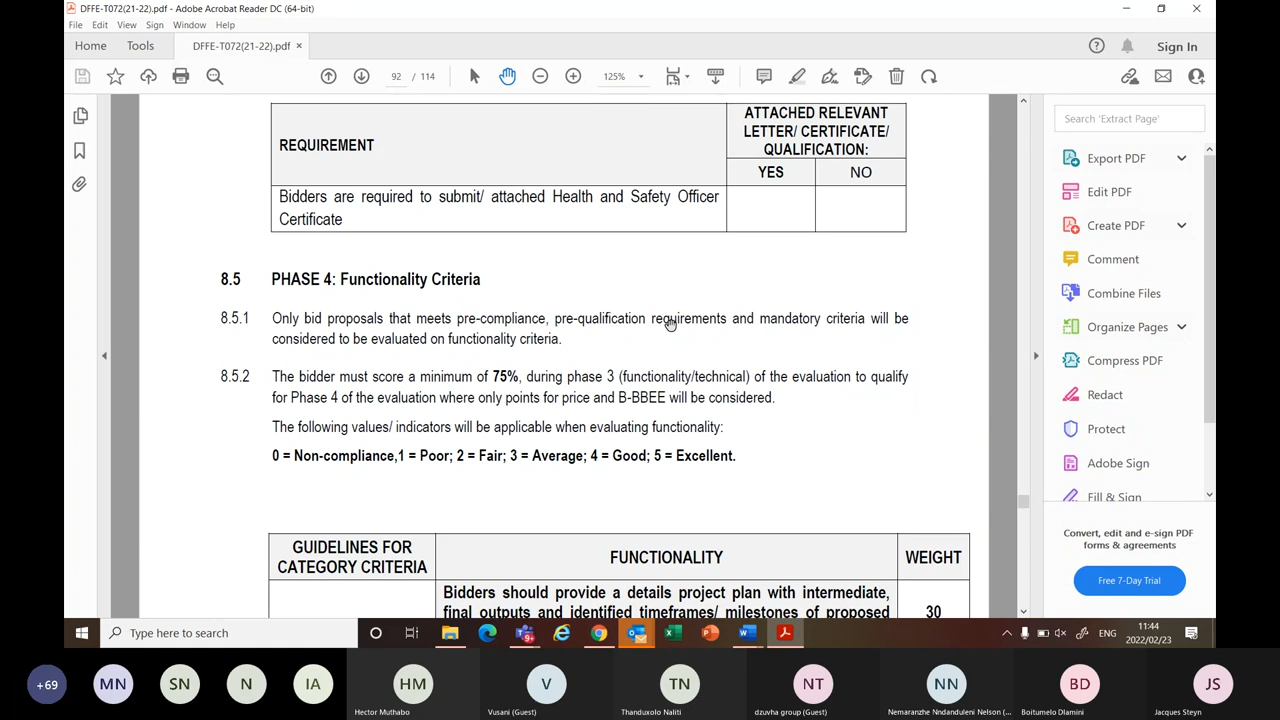 DFFE-T072(21-22).pdf - Adobe Acrobat Reader DC (64-bit)
File Edit View Sign Window Help
Home Tools DFFE-T072(21-22).pdf × Sign In
92 / 114 125%
REQUIREMENT
ATTACHED RELEVANT
LETTER/ CERTIFICATE/
QUALIFICATION:
YES NO
Bidders are required to submit/ attached Health and Safety Officer
Certificate
8.5 PHASE 4: Functionality Criteria
8.5.1 Only bid proposals that meets pre-compliance, pre-qualification requirements and mandatory criteria will be
considered to be evaluated on functionality criteria.
8.5.2 The bidder must score a minimum of 75%, during phase 3 (functionality/technical) of the evaluation to qualify
for Phase 4 of the evaluation where only points for price and B-BBEE will be considered.
The following values/ indicators will be applicable when evaluating functionality:
0 = Non-compliance,1 = Poor; 2 = Fair; 3 = Average; 4 = Good; 5 = Excellent.
GUIDELINES FOR
CATEGORY CRITERIA
FUNCTIONALITY
WEIGHT
Bidders should provide a details project plan with intermediate,
final outputs and identified timeframes/ milestones of proposed
30
Search 'Extract Page'
Export PDF
Edit PDF
Create PDF
Comment
Combine Files
Organize Pages
Compress PDF
Redact
Protect
Adobe Sign
Fill & Sign
Convert, edit and e-sign PDF
forms & agreements
Free 7-Day Trial
Type here to search
9+
ENG
11:44
2022/02/23
+69 MN SN N IA HM V TN NT NN BD JS
Hector Muthabo Vusani (Guest) Thanduxolo Naliti dzuvha group (Guest) Nemaranzhe Nndanduleni Nelson (... Boitumelo Dlamini Jacques Steyn